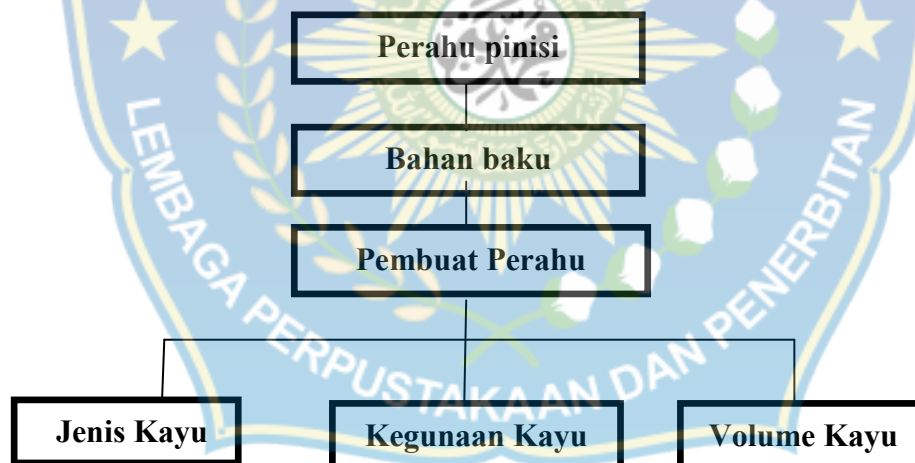 Perahu pinisi
Bahan baku
Pembuat Perahu
Jenis Kayu
Kegunaan Kayu
Volume Kayu
LEMBAGA PERPUSTAKAAN DAN PENERBITAN